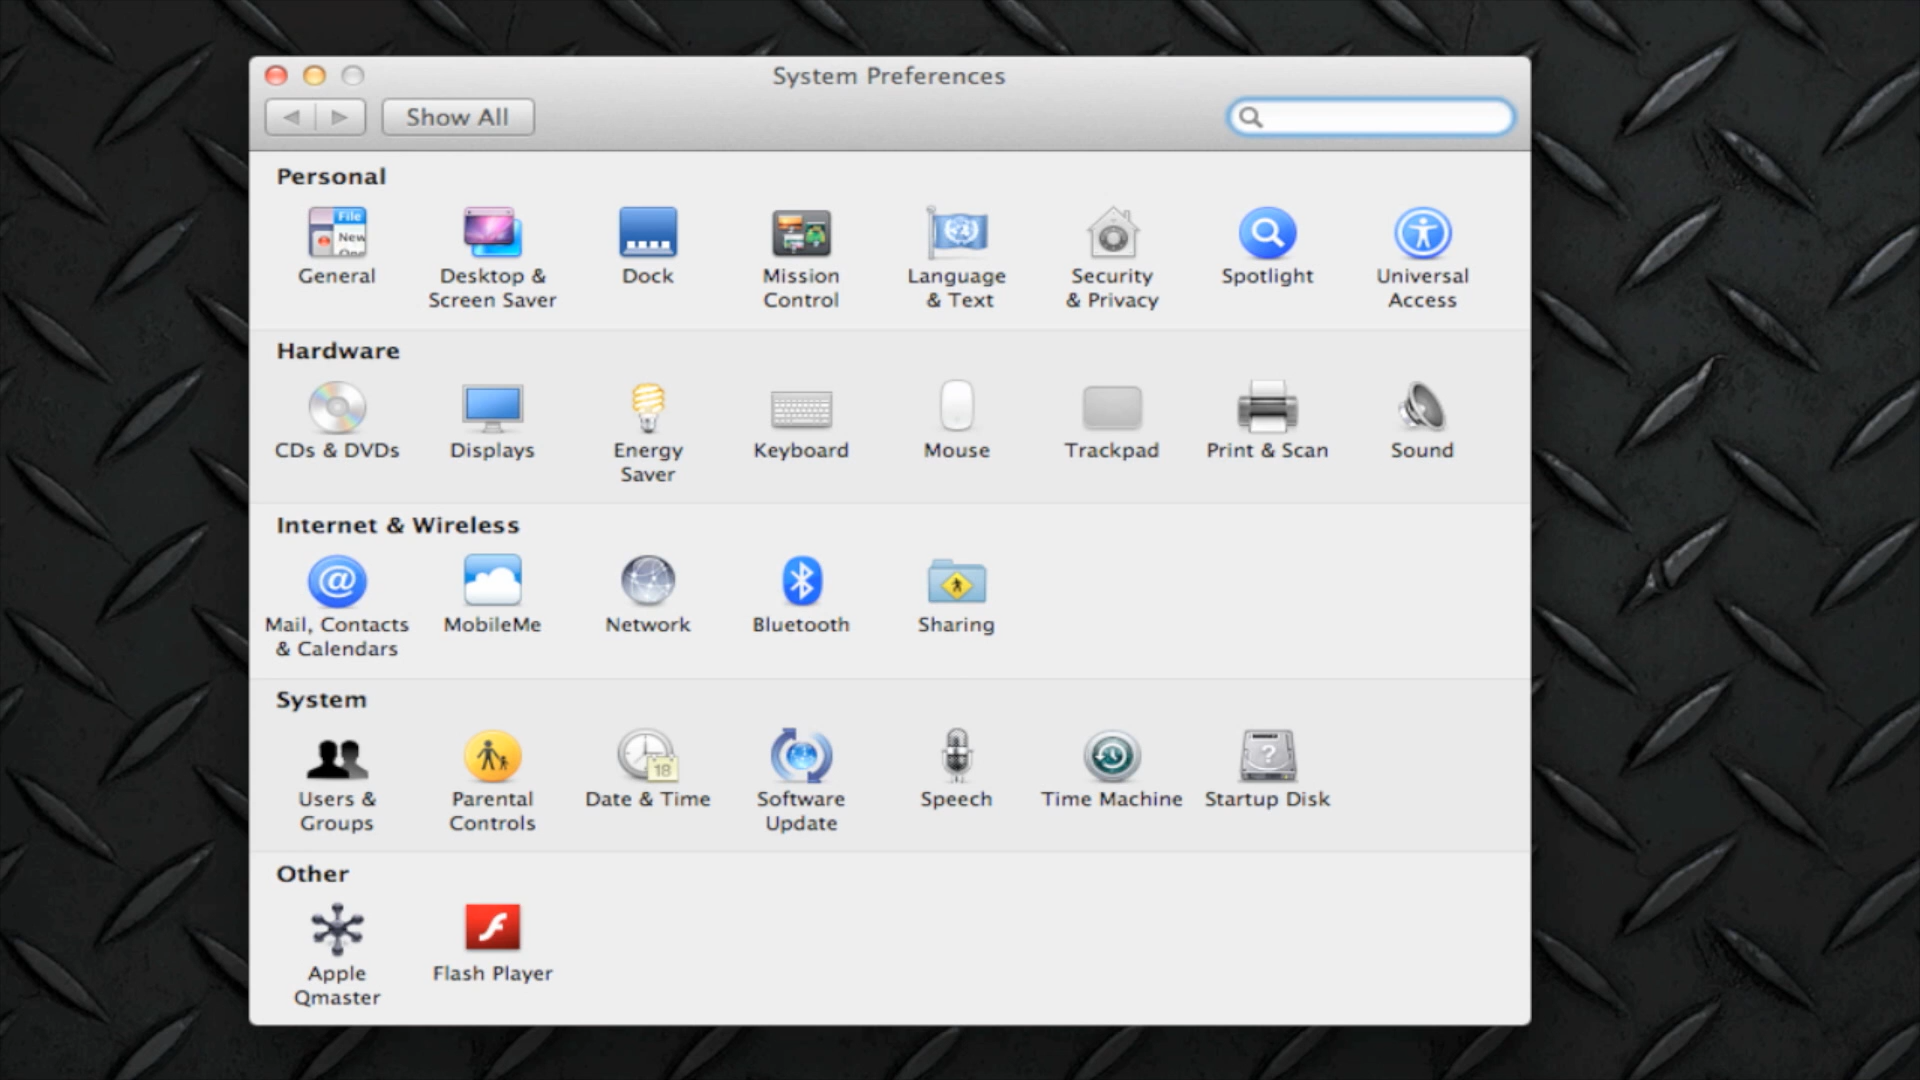 System Preferences
Show All
Personal
File
New
General
Desktop &
Screen Saver
Dock
Mission
Control
Language
& Text
Security
& Privacy
Spotlight
Universal
Access
Hardware
CDs & DVDs
Displays
Energy
Saver
Keyboard
Mouse
Trackpad
Print & Scan
Sound
Internet & Wireless
@
Mail, Contacts
& Calendars
MobileMe
Network
Bluetooth
Sharing
System
18
?
Users &
Groups
Parental
Controls
Date & Time
Software
Update
Speech
Time Machine
Startup Disk
Other
Apple
Qmaster
Flash Player